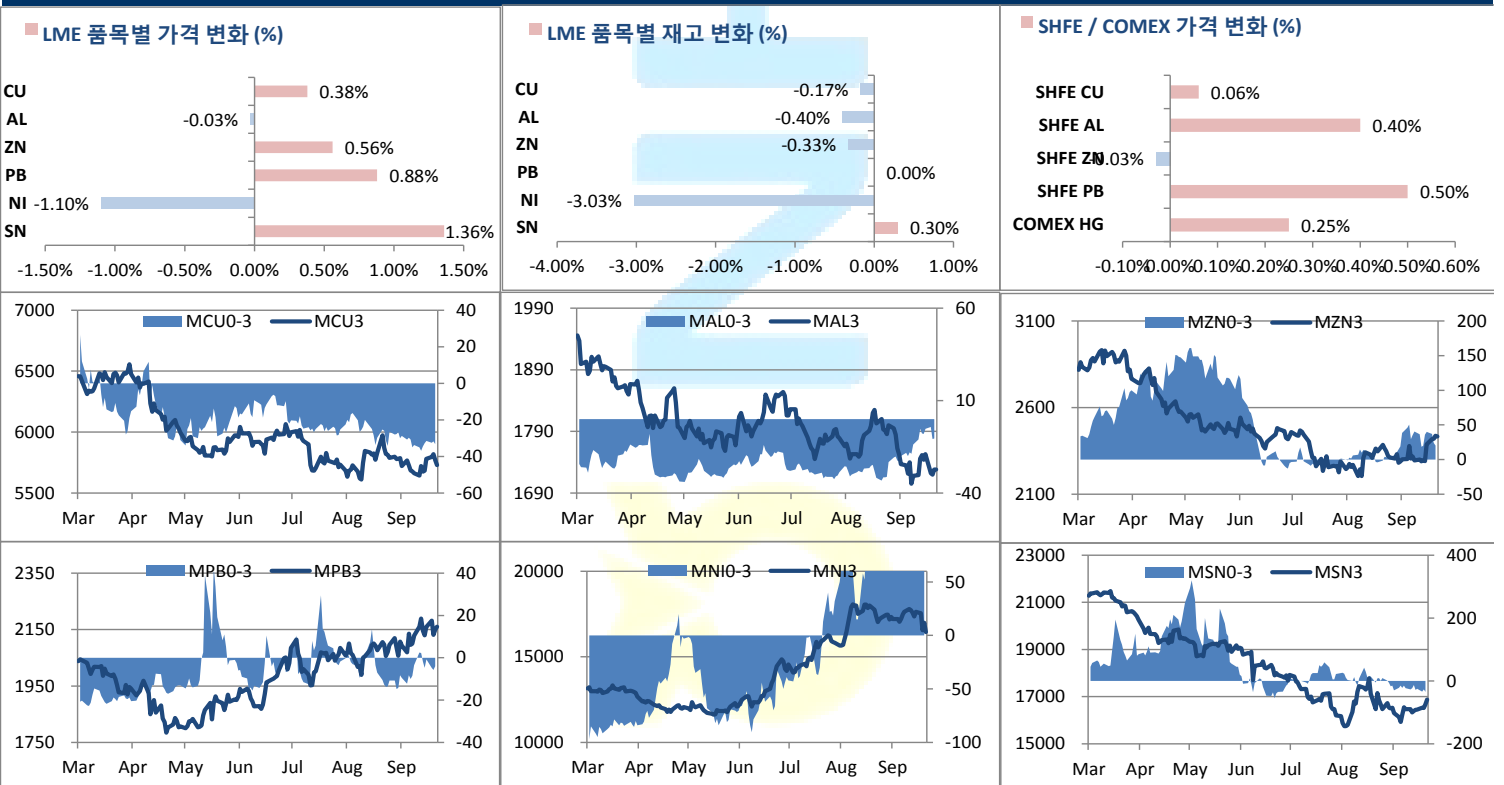 LME 품목별 가격 변화 (%)
CU 0.38%
AL -0.03%
ZN 0.56%
PB 0.88%
NI -1.10%
SN 1.36%
-1.50% -1.00% -0.50% 0.00% 0.50% 1.00% 1.50%
LME 품목별 재고 변화 (%)
CU -0.17%
AL -0.40%
ZN -0.33%
PB 0.00%
NI -3.03%
SN 0.30%
-4.00% -3.00% -2.00% -1.00% 0.00% 1.00%
SHFE / COMEX 가격 변화 (%)
SHFE CU 0.06%
SHFE AL 0.40%
SHFE ZN -0.03%
SHFE PB 0.50%
COMEX HG 0.25%
-0.10% 0.00% 0.10% 0.20% 0.30% 0.40% 0.50% 0.60%
MCU0-3 MCU3
7000 40
20
6500 0
6000 -20
-40
5500 -60
Mar Apr May Jun Jul Aug Sep
MAL0-3 MAL3
1990 60
1890
10
1790
1690 -40
Mar Apr May Jun Jul Aug Sep
MZN0-3 MZN3
3100 200
150
100
2600
50
0
2100 -50
Mar Apr May Jun Jul Aug Sep
MPB0-3 MPB3
2350 40
20
2150
0
1950
-20
1750 -40
Mar Apr May Jun Jul Aug Sep
MNI0-3 MNI3
20000
50
0
15000
-50
10000 -100
Mar Apr May Jun Jul Aug Sep
MSN0-3 MSN3
23000 400
21000
200
19000
17000 0
15000 -200
Mar Apr May Jun Jul Aug Sep